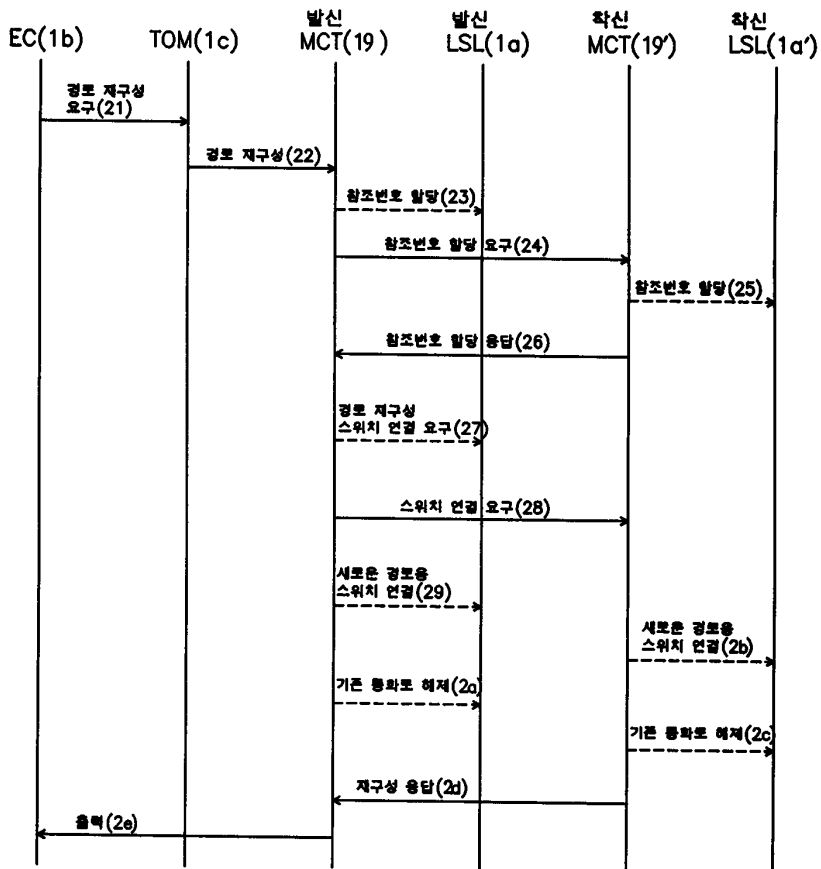 EC(1b)
TOM(1c)
발신
MCT(19)
발신
LSL(1a)
착신
MCT(19')
착신
LSL(1a')
경로 재구성
요구(21)
경로 재구성(22)
참조번호 할당(23)
참조번호 할당 요구(24)
참조번호 할당(25)
참조번호 할당 응답(26)
경로 재구성
스위치 연결 요구(27)
스위치 연결 요구(28)
새로운 경로용
스위치 연결(29)
새로운 경로용
스위치 연결(2b)
기존 통화로 해제(2a)
기존 통화로 해제(2c)
재구성 응답(2d)
출력(2e)